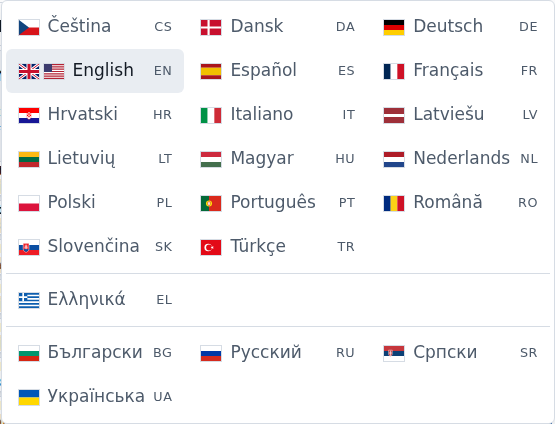 Čeština CS Dansk DA Deutsch DE
English EN Español ES Français FR
Hrvatski HR Italiano IT Latviešu LV
Lietuvių LT Magyar HU Nederlands NL
Polski PL Português PT Română RO
Slovenčina SK Türkçe TR
Ελληνικά EL
Български BG Русский RU Српски SR
Українська UA